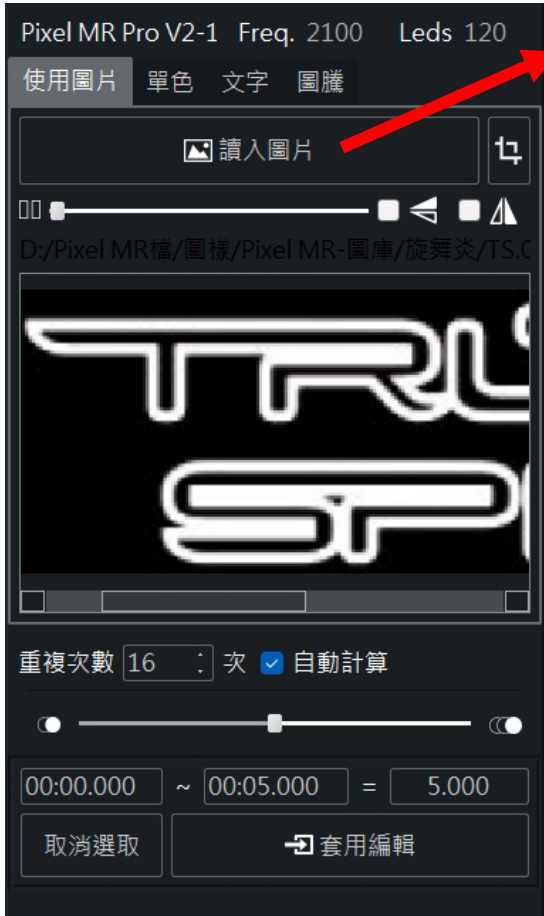 Pixel MR Pro V2-1 Freq. 2100 Leds 120
使用圖片 單色 文字 圖騰
讀入圖片
D:/Pixel MR檔/圖樣/Pixel MR-圖庫/旋舞炎/TS.
TRU
SP
重複次數 16 次 自動計算
00:00.000 ~ 00:05.000 = 5.000
取消選取 套用編輯